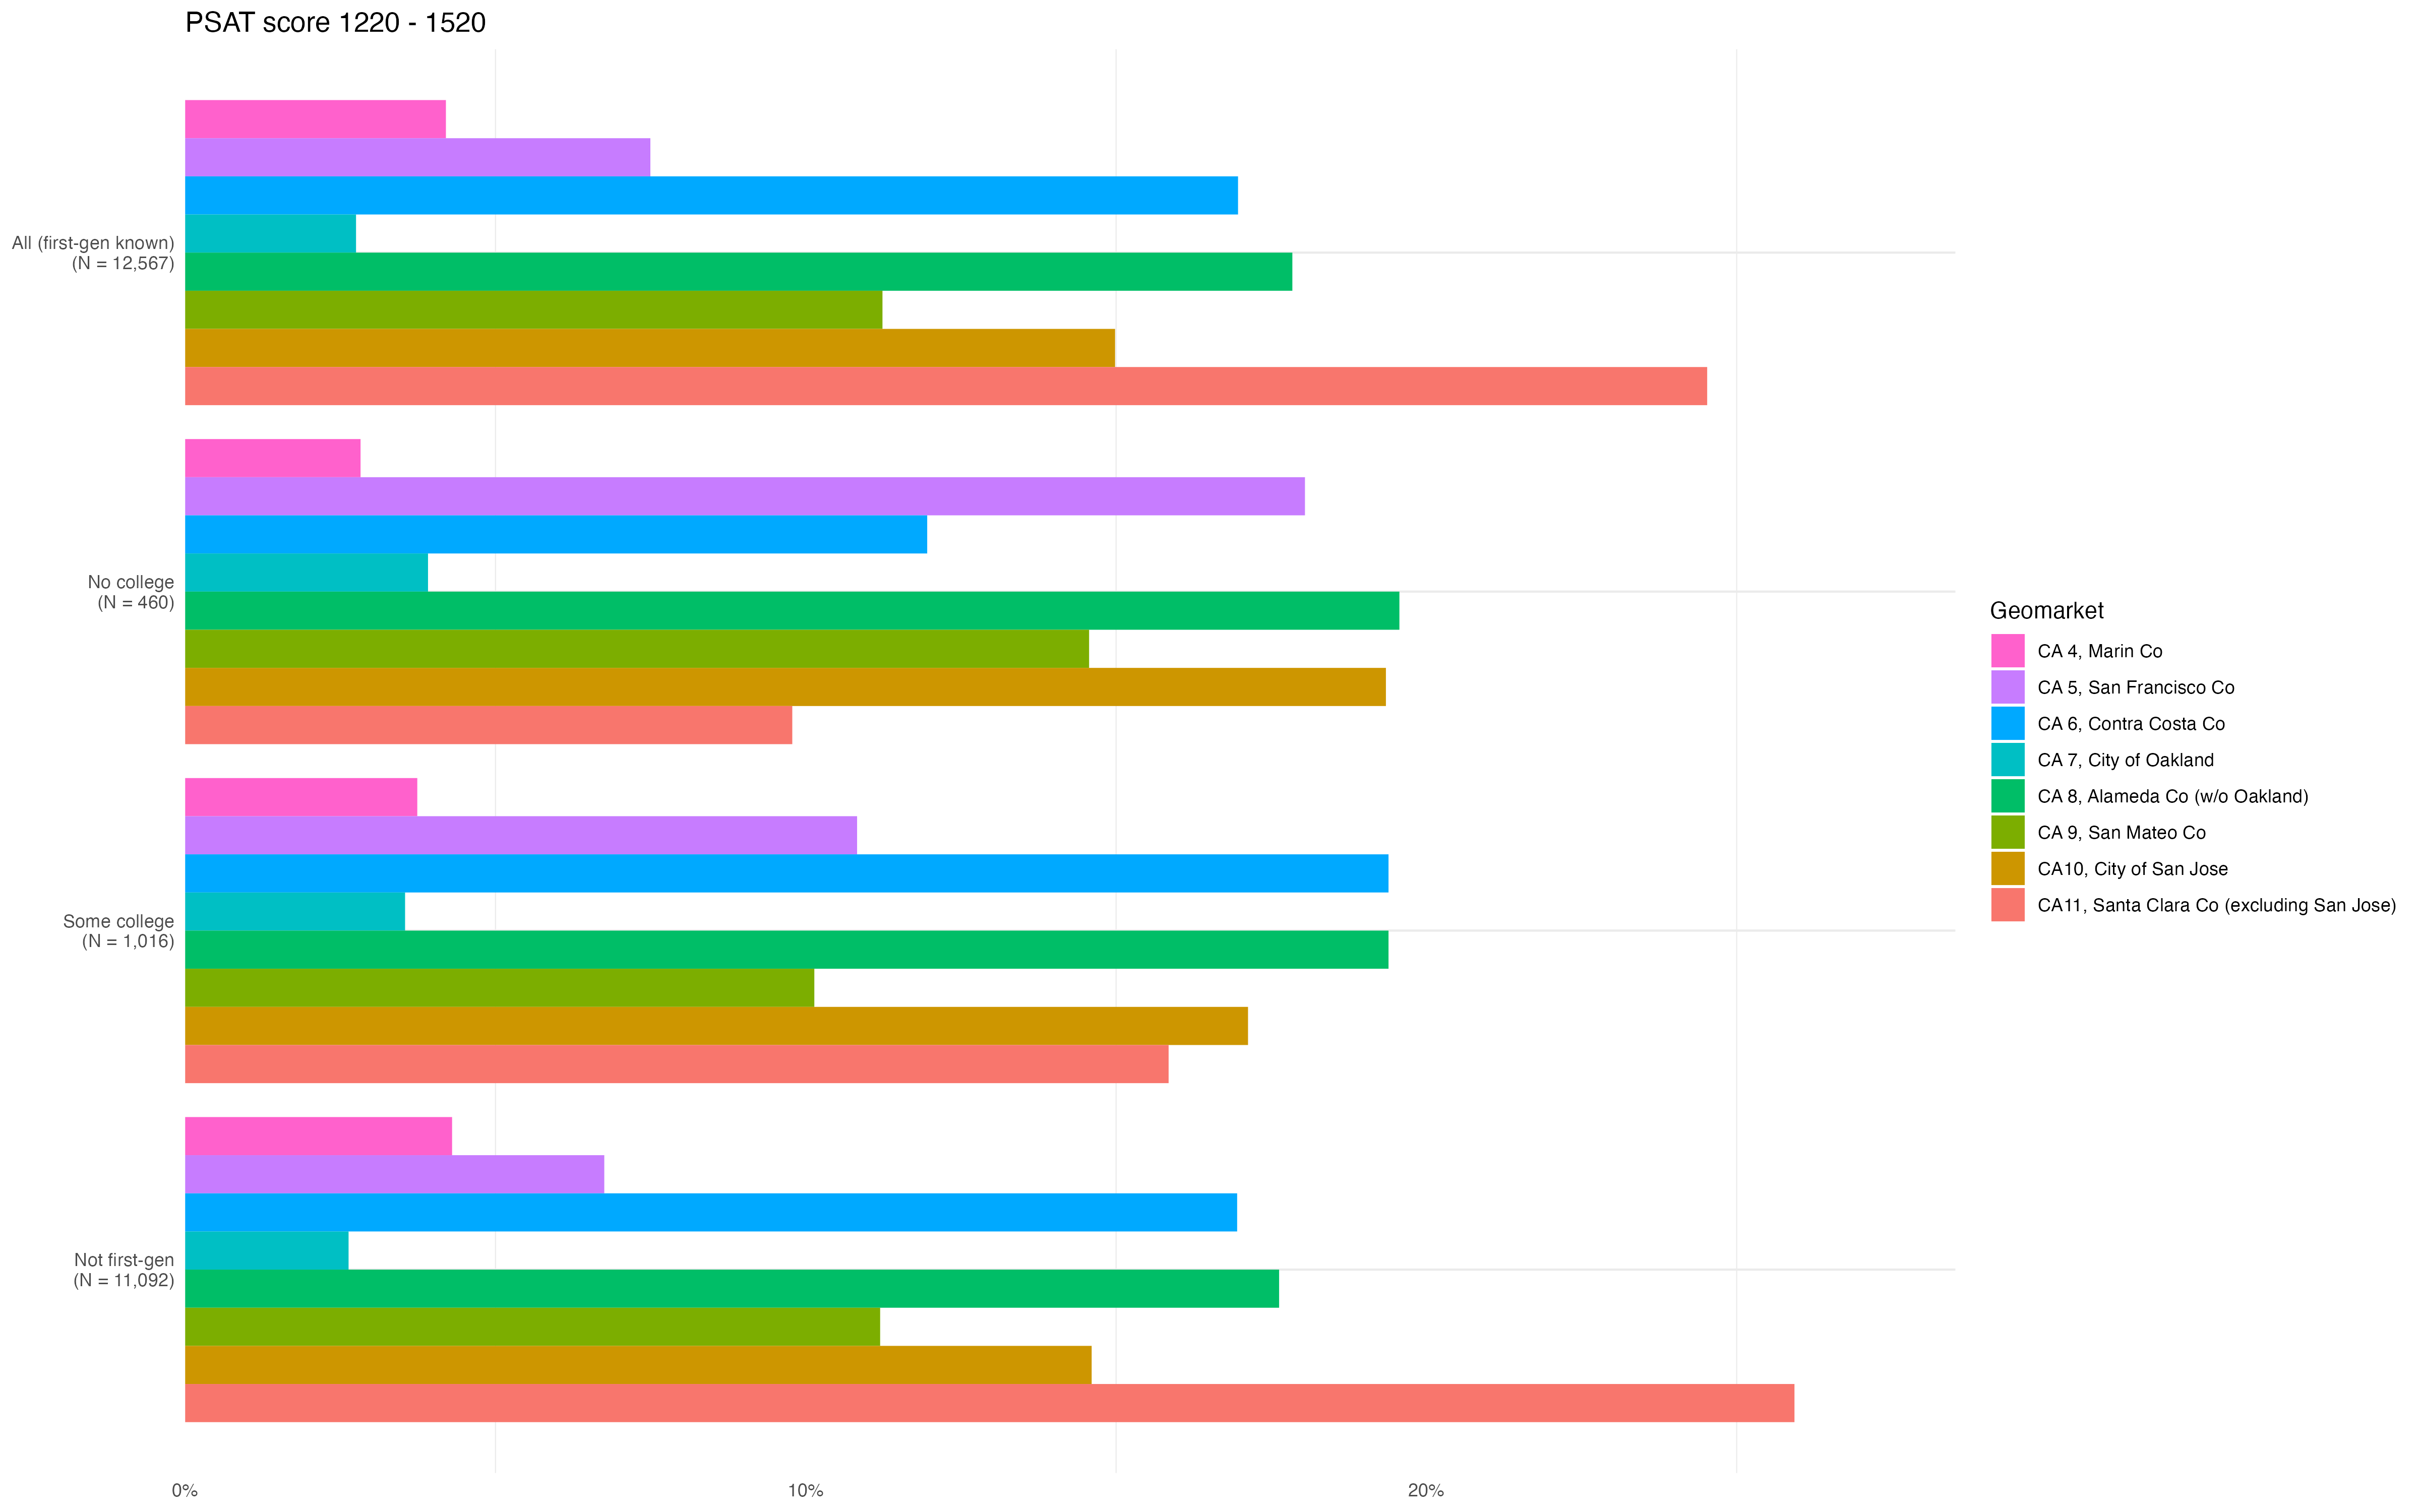 PSAT score 1220 - 1520
All (first-gen known)
(N = 12,567)
No college
(N = 460)
Some college
(N = 1,016)
Not first-gen
(N = 11,092)
0%
10%
20%
Geomarket
CA 4, Marin Co
CA 5, San Francisco Co
CA 6, Contra Costa Co
CA 7, City of Oakland
CA 8, Alameda Co (w/o Oakland)
CA 9, San Mateo Co
CA10, City of San Jose
CA11, Santa Clara Co (excluding San Jose)